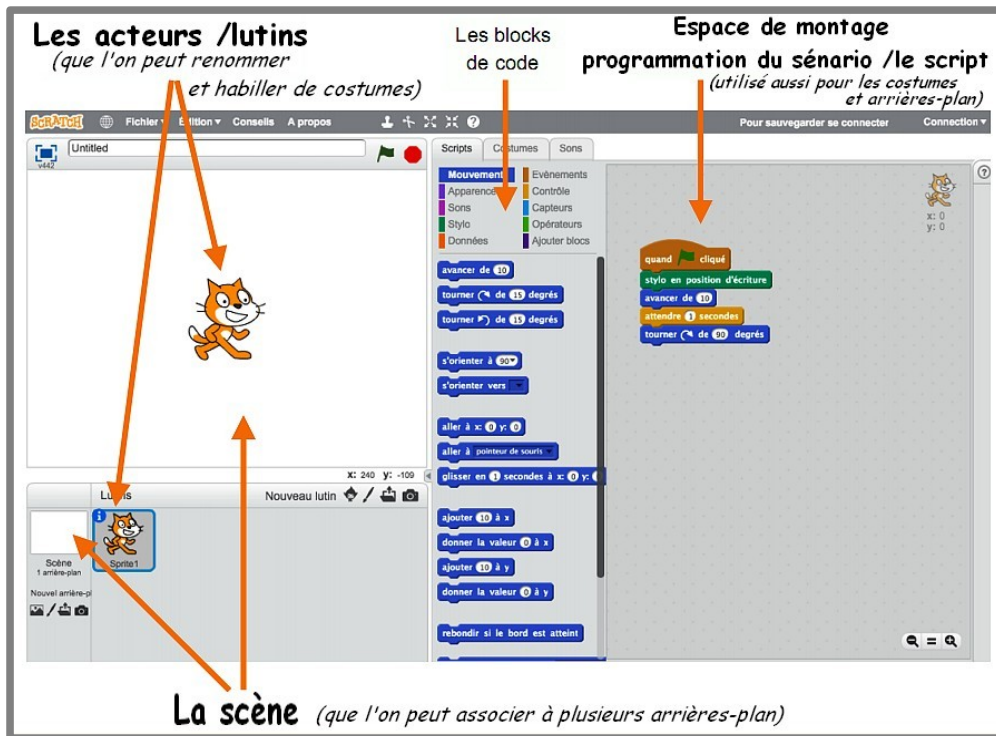 Les acteurs /lutins
(que l'on peut renommer
et habiller de costumes)
Les blocks
de code
Espace de montage
programmation du sénario /le script
(utilisé aussi pour les costumes
et arrières-plan)
SCRATCH Fichier Édition Conseils A propos Pour sauvegarder se connecter Connection
Untitled
v442
Scripts Costumes Sons
Mouvement Evènements
Apparence Contrôle
Sons Capteurs
Stylo Opérateurs
Données Ajouter blocs
avancer de 10
tourner de 15 degrés
tourner de 15 degrés
s'orienter à 90
s'orienter vers
aller à x: 0 y: 0
aller à pointeur de souris
glisser en 1 secondes à x: 0 y:
ajouter 10 à x
donner la valeur 0 à x
ajouter 10 à y
donner la valeur 0 à y
rebondir si le bord est atteint
x: 0
y: 0
quand cliqué
stylo en position d'écriture
avancer de 10
attendre 1 secondes
tourner de 90 degrés
x: 240 y: -109
Lutins Nouveau lutin
Scène
1 arrière-plan
Sprite1
Nouvel arrière-pl
La scène (que l'on peut associer à plusieurs arrières-plan)